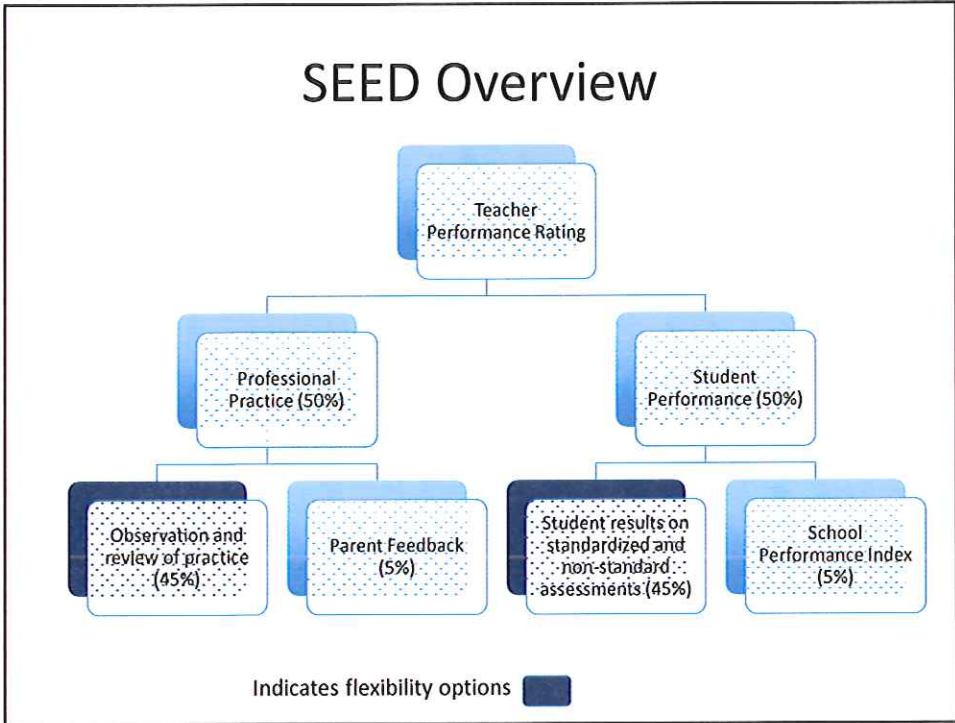 SEED Overview
Teacher
Performance Rating
Professional
Practice (50%)
Student
Performance (50%)
Observation and
review of practice
(45%)
Parent Feedback
(5%)
Student results on
standardized and
non-standard
assessments (45%)
School
Performance Index
(5%)
Indicates flexibility options